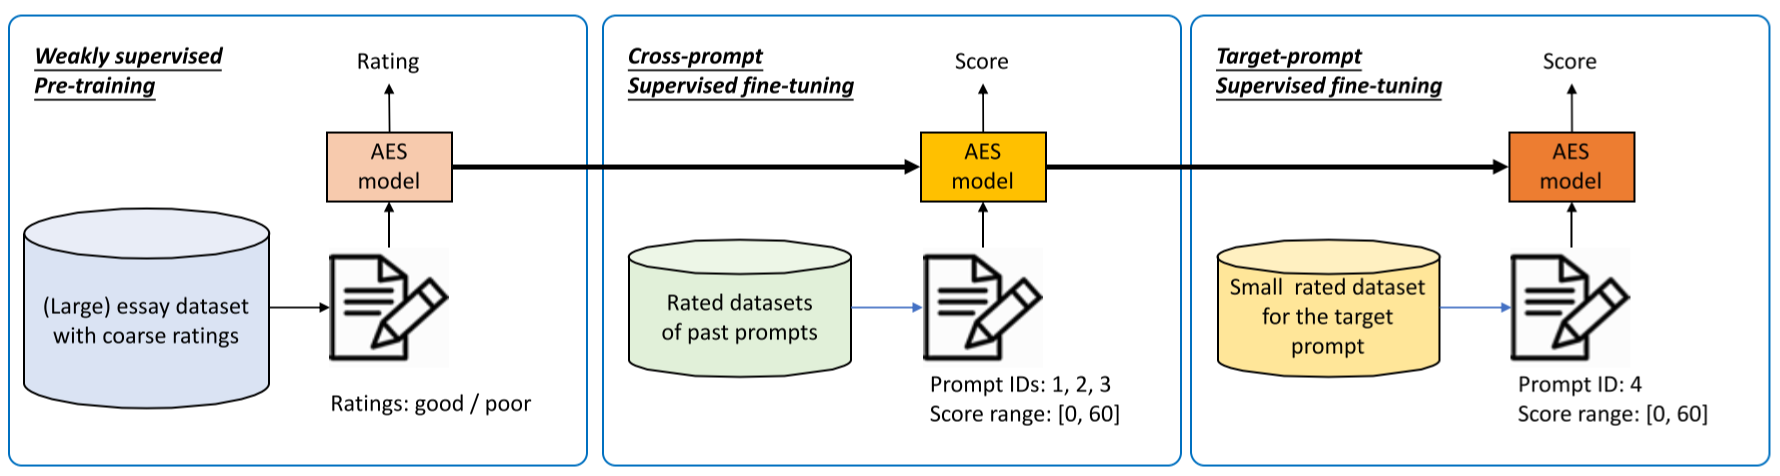 Weakly supervised
Pre-training
Rating
AES
model
(Large) essay dataset
with coarse ratings
Ratings: good / poor
Cross-prompt
Supervised fine-tuning
Score
AES
model
Rated datasets
of past prompts
Prompt IDs: 1, 2, 3
Score range: [0, 60]
Target-prompt
Supervised fine-tuning
Score
AES
model
Small rated dataset
for the target
prompt
Prompt ID: 4
Score range: [0, 60]